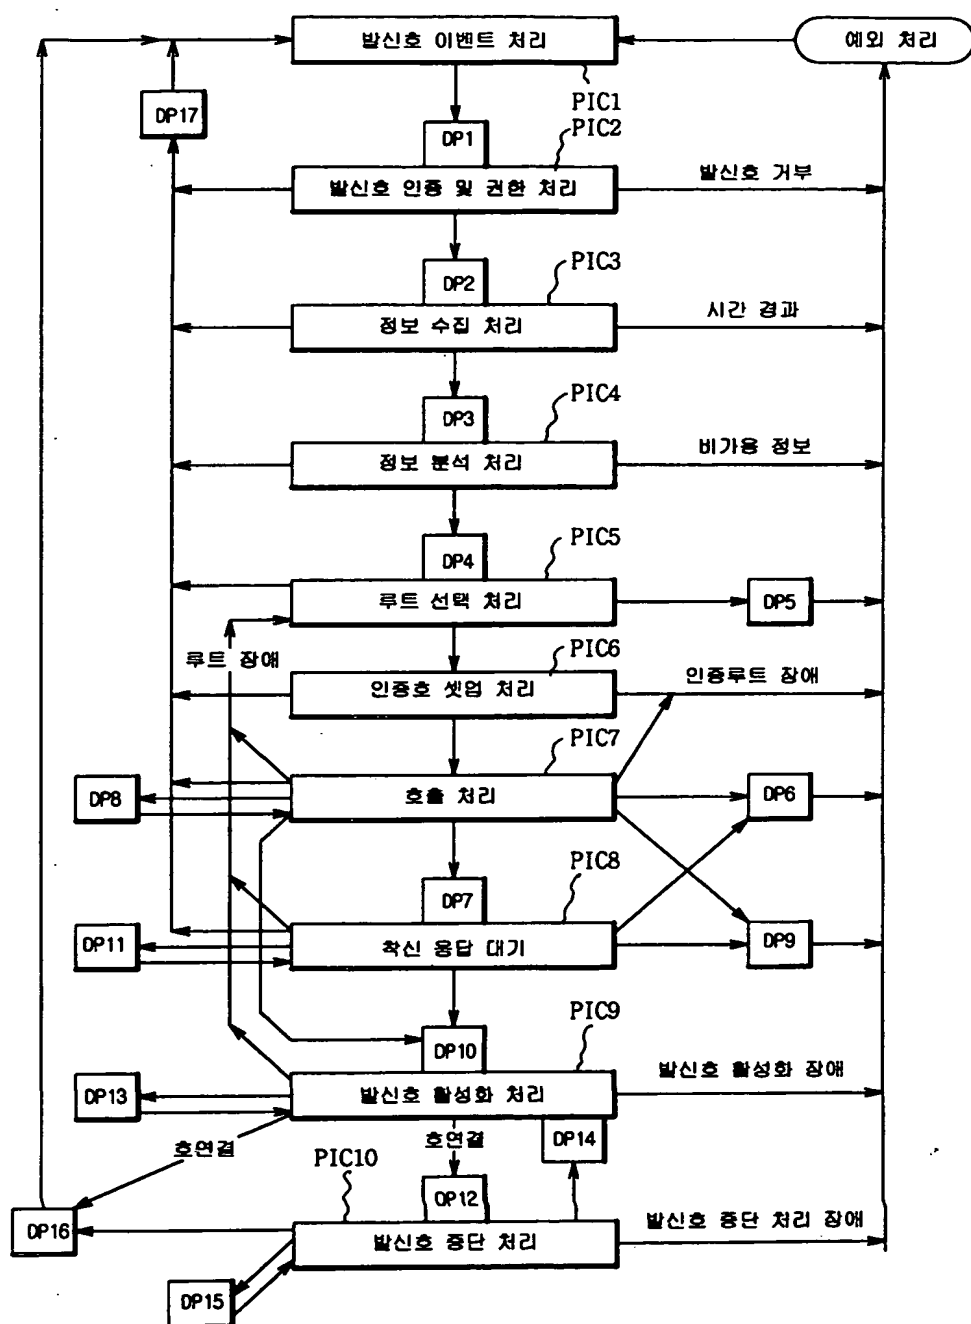 발신호 이벤트 처리
예외 처리
PIC1
DP17
DP1
PIC2
발신호 인증 및 권한 처리
발신호 거부
DP2
PIC3
정보 수집 처리
시간 경과
DP3
PIC4
정보 분석 처리
비가용 정보
DP4
PIC5
루트 선택 처리
DP5
루트 장애
PIC6
인증호 셋업 처리
인증루트 장애
PIC7
DP8
호출 처리
DP6
DP7
PIC8
DP11
착신 응답 대기
DP9
PIC9
DP10
DP13
발신호 활성화 처리
발신호 활성화 장애
호연결
호연결
DP14
PIC10
DP12
DP16
발신호 중단 처리
발신호 중단 처리 장애
DP15